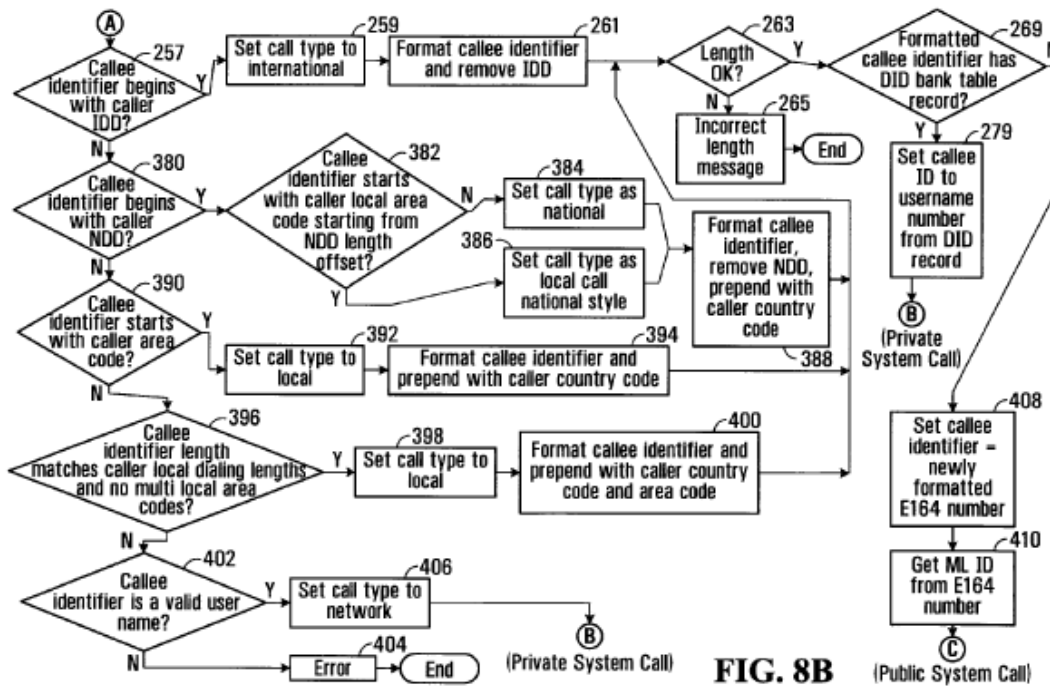 A
257
Callee
identifier begins
with caller
IDD?
Y
N
259
Set call type to
international
261
Format callee identifier
and remove IDD
263
Length
OK?
Y
N
265
Incorrect
length
message
End
269
Formatted
callee identifier has
DID bank table
record?
Y
279
Set callee
ID to
username
number
from DID
record
B
(Private
System Call)
380
Callee
identifier begins
with caller
NDD?
Y
N
382
Callee
identifier starts
with caller local area
code starting from
NDD length
offset?
N
Y
384
Set call type as
national
386
Set call type as
local call
national style
Format callee
identifier,
remove NDD,
prepend with
caller country
code
388
390
Callee
identifier starts
with caller area
code?
Y
N
392
Set call type to
local
394
Format callee identifier and
prepend with caller country code
396
Callee
identifier length
matches caller local dialing lengths
and no multi local area
codes?
Y
N
398
Set call type to
local
400
Format callee identifier and
prepend with caller country
code and area code
402
Callee
identifier is a valid user
name?
Y
N
406
Set call type to
network
B
(Private System Call)
404
Error
End
408
Set callee
identifier =
newly
formatted
E164 number
410
Get ML ID
from E164
number
C
(Public System Call)
FIG. 8B